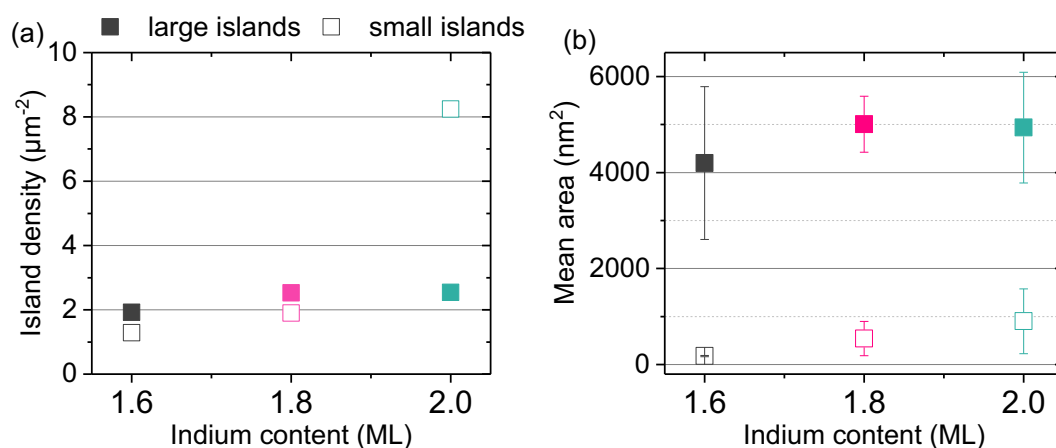 (a) large islands small islands
10
8
6
4
2
0
Island density (µm⁻²)
1.6 1.8 2.0
Indium content (ML)
(b)
6000
4000
2000
0
Mean area (nm²)
1.6 1.8 2.0
Indium content (ML)